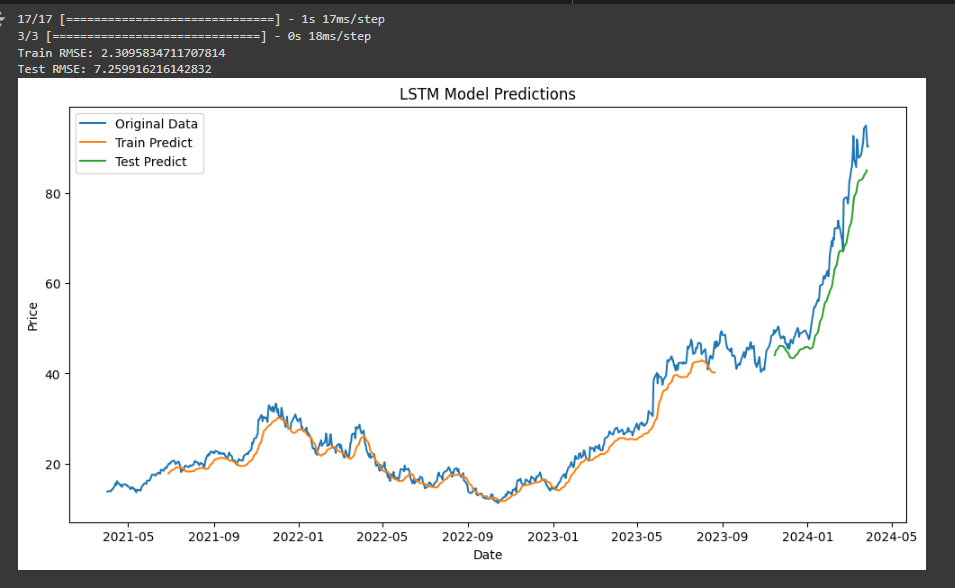 17/17 [==============================] - 1s 17ms/step
3/3 [==============================] - 0s 18ms/step
Train RMSE: 2.3095834711707814
Test RMSE: 7.259916216142832
LSTM Model Predictions
Original Data
Train Predict
Test Predict
80
60
40
20
Price
2021-05 2021-09 2022-01 2022-05 2022-09 2023-01 2023-05 2023-09 2024-01 2024-05
Date